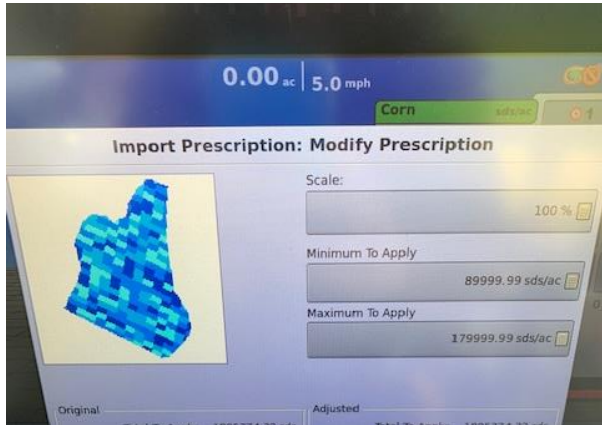 0.00 ac 5.0 mph
Corn sds/ac 1
Import Prescription: Modify Prescription
Scale:
100 %
Minimum To Apply
89999.99 sds/ac
Maximum To Apply
179999.99 sds/ac
Original Adjusted